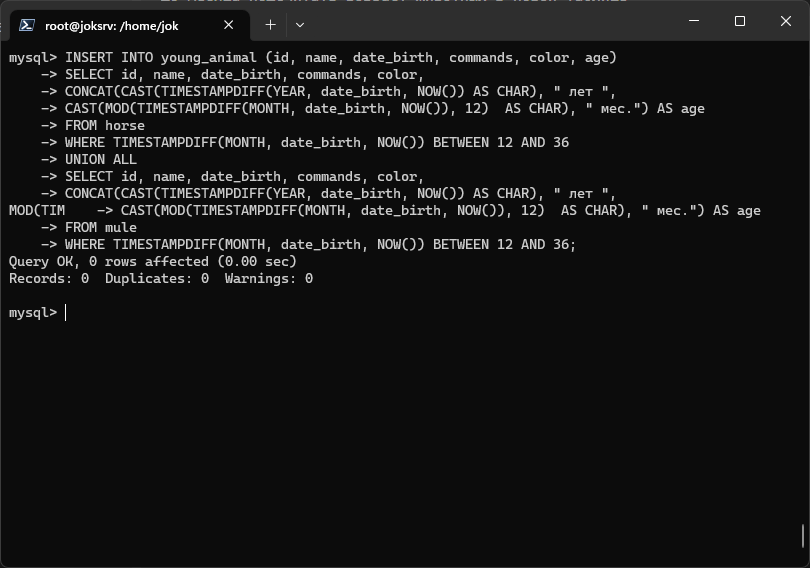 root@joksrv: /home/jok
mysql> INSERT INTO young_animal (id, name, date_birth, commands, color, age)
    -> SELECT id, name, date_birth, commands, color,
    -> CONCAT(CAST(TIMESTAMPDIFF(YEAR, date_birth, NOW()) AS CHAR), " лет ",
    -> CAST(MOD(TIMESTAMPDIFF(MONTH, date_birth, NOW()), 12)  AS CHAR), " мес.") AS age
    -> FROM horse
    -> WHERE TIMESTAMPDIFF(MONTH, date_birth, NOW()) BETWEEN 12 AND 36
    -> UNION ALL
    -> SELECT id, name, date_birth, commands, color,
    -> CONCAT(CAST(TIMESTAMPDIFF(YEAR, date_birth, NOW()) AS CHAR), " лет ",
MOD(TIM    -> CAST(MOD(TIMESTAMPDIFF(MONTH, date_birth, NOW()), 12)  AS CHAR), " мес.") AS age
    -> FROM mule
    -> WHERE TIMESTAMPDIFF(MONTH, date_birth, NOW()) BETWEEN 12 AND 36;
Query OK, 0 rows affected (0.00 sec)
Records: 0  Duplicates: 0  Warnings: 0
mysql>